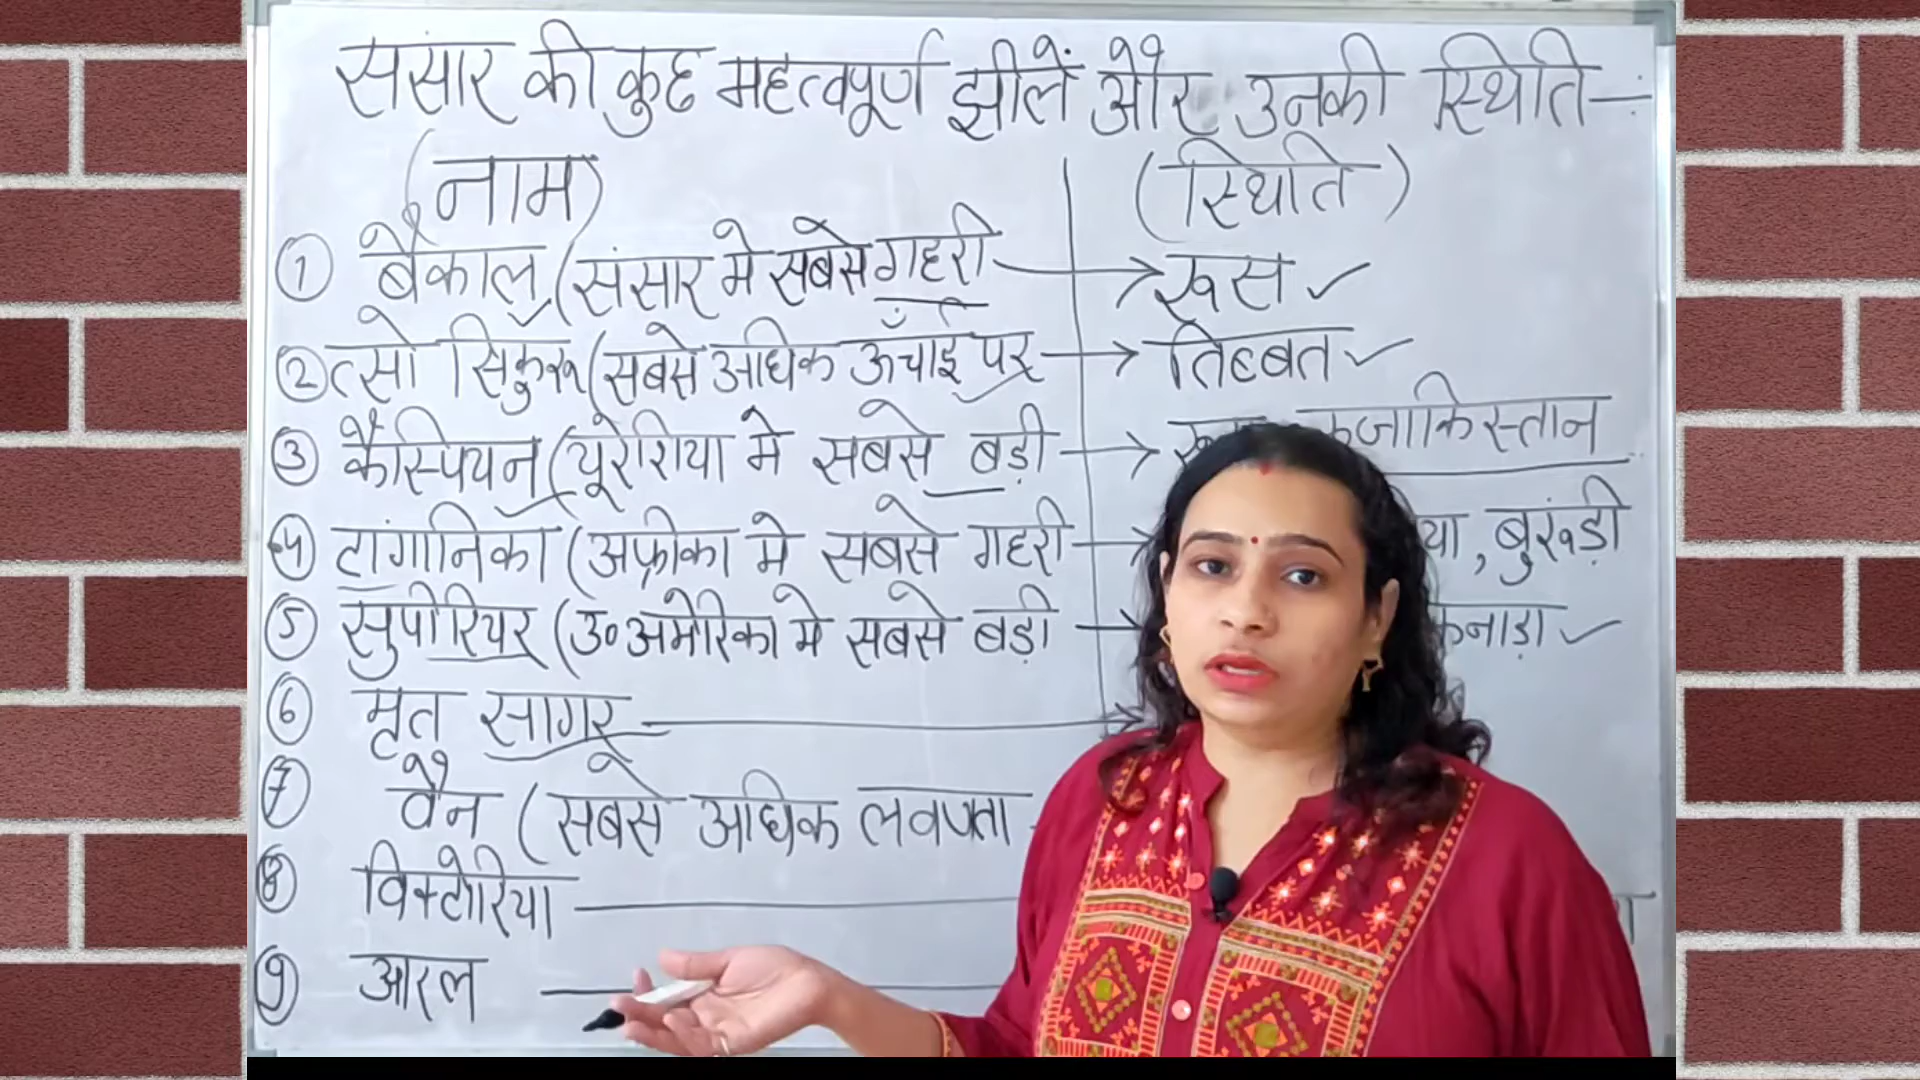 संसार की कुछ महत्वपूर्ण झीलें और उनकी स्थिति :-
(नाम) (स्थिति)
① बैकाल (संसार मे सबसे गहरी → रूस ✓
② त्सो सिकुरू (सबसे अधिक ऊँचाई पर → तिब्बत ✓
③ कैस्पियन (यूरेशिया मे सबसे बड़ी → कजाकिस्तान
④ टांगानिका (अफ्रीका मे सबसे गहरी → बुरुंडी
⑤ सुपीरियर (उ० अमेरिका मे सबसे बड़ी → कनाड़ा ✓
⑥ मृत सागर →
⑦ वैन (सबसे अधिक लवणता
⑧ विक्टोरिया
⑨ आरल